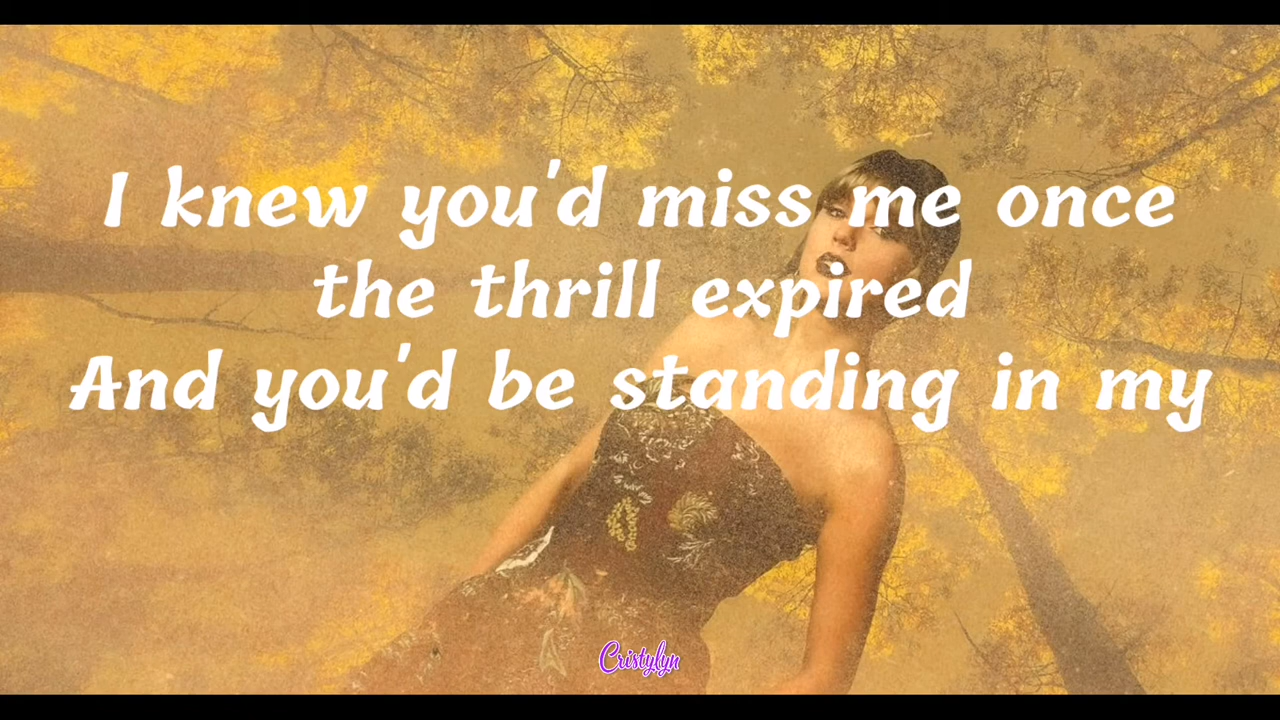 I knew you'd miss me once
the thrill expired
And you'd be standing in my
Cristylyn